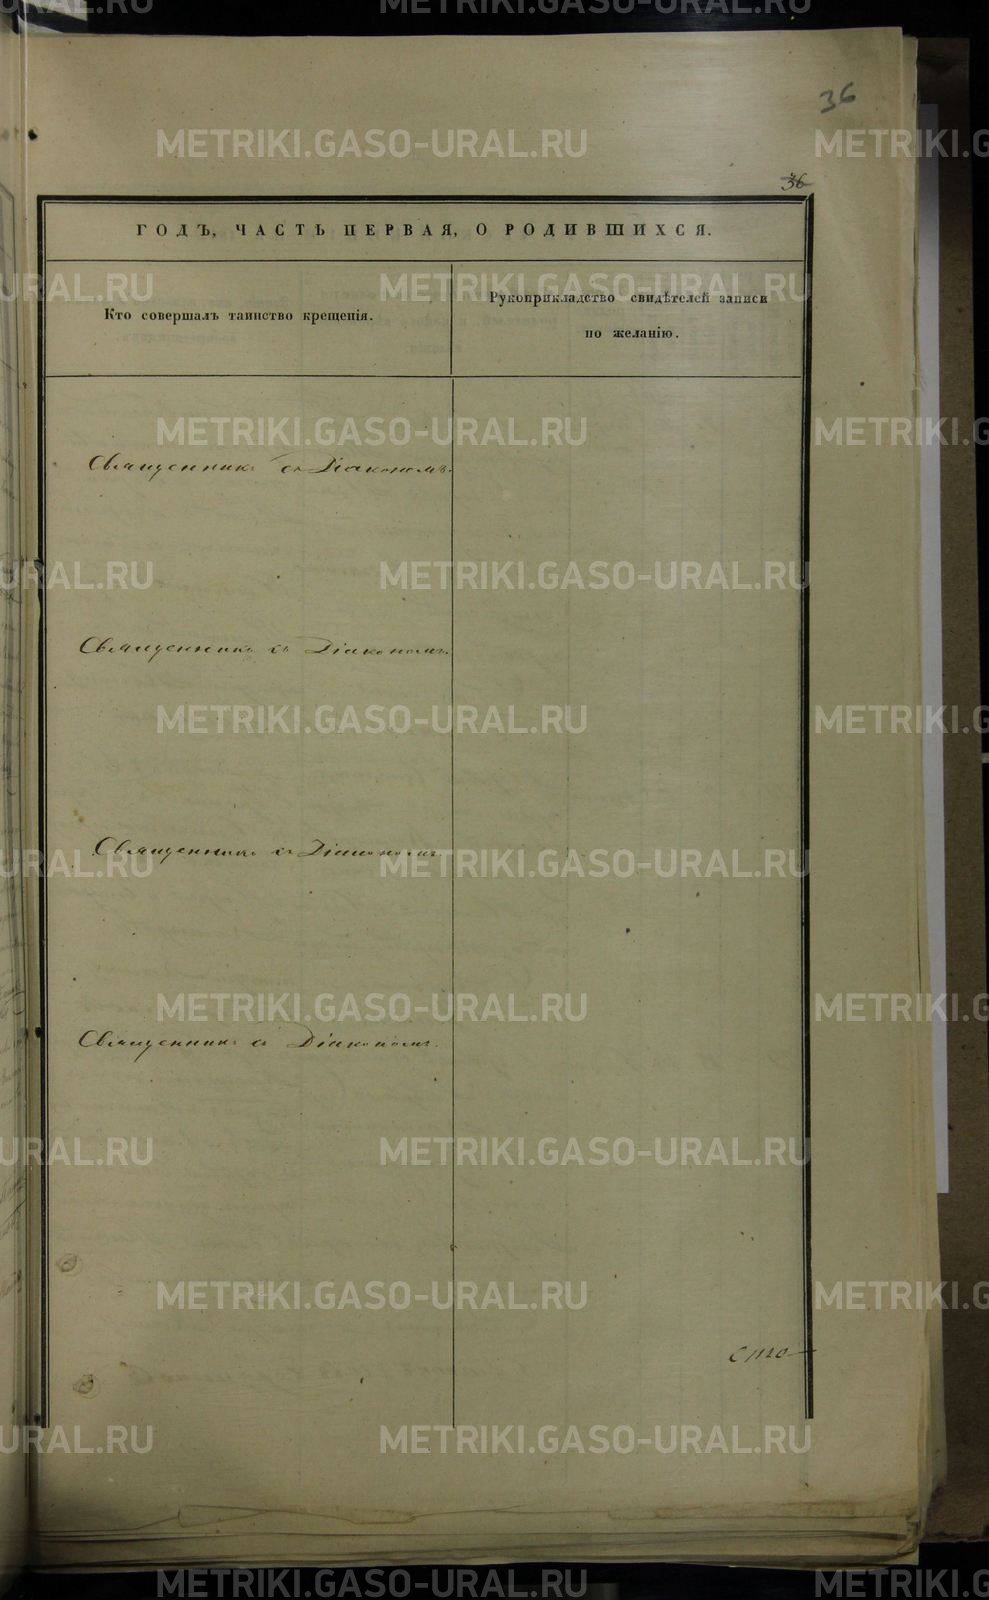 36
36
ГОДЪ, ЧАСТЬ ПЕРВАЯ, О РОДИВШИХСЯ.
Кто совершалъ таинство крещенія.
Рукоприкладство свидѣтелей записи
по желанію.
Священникъ съ Діакономъ.
Священникъ съ Діакономъ.
Священникъ съ Діакономъ.
Священникъ съ Діакономъ.
сто
METRIKI.GASO-URAL.RU